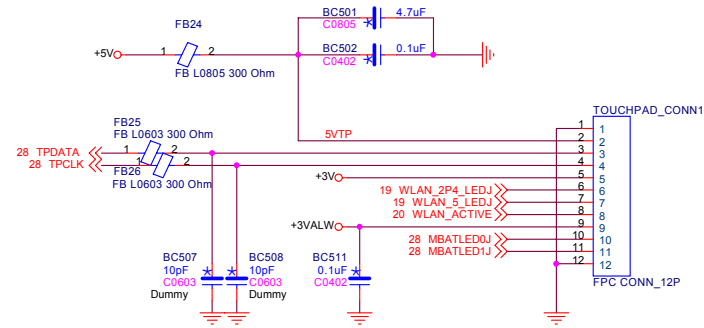 FB24
BC501
C0805
4.7uF
+5V
1
2
BC502
C0402
0.1uF
FB L0805 300 Ohm
TOUCHPAD_CONN1
FB25
FB L0603 300 Ohm
5VTP
28 TPDATA
1
2
28 TPCLK
1
2
FB26
FB L0603 300 Ohm
+3V
19 WLAN_2P4_LEDJ
19 WLAN_5_LEDJ
20 WLAN_ACTIVE
+3VALW
28 MBATLED0J
28 MBATLED1J
1 1
2 2
3 3
4 4
5 5
6 6
7 7
8 8
9 9
10 10
11 11
12 12
FPC CONN_12P
BC507
10pF
C0603
Dummy
BC508
10pF
C0603
Dummy
BC511
0.1uF
C0402